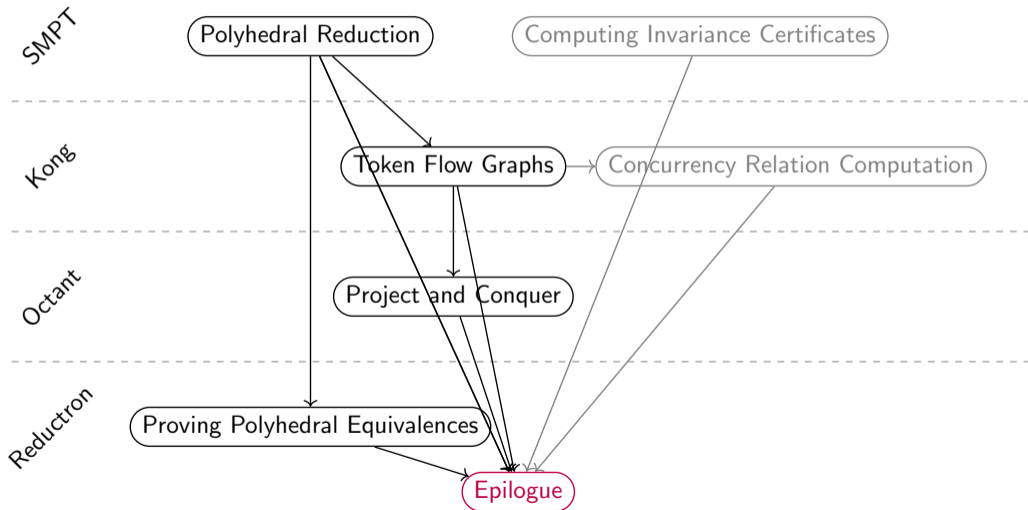 SMPT
Polyhedral Reduction
Computing Invariance Certificates
Kong
Token Flow Graphs
Concurrency Relation Computation
Octant
Project and Conquer
Reductron
Proving Polyhedral Equivalences
Epilogue